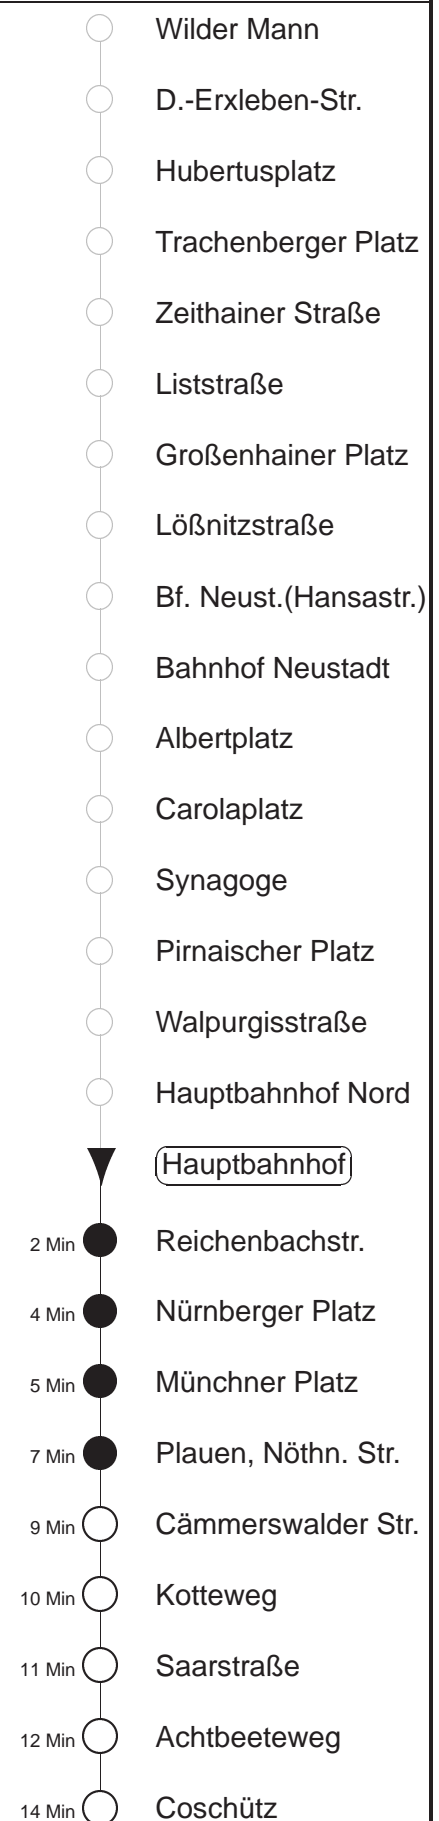 Wilder Mann
D.-Erxleben-Str.
Hubertusplatz
Trachenberger Platz
Zeithainer Straße
Liststraße
Großenhainer Platz
Lößnitzstraße
Bf. Neust.(Hansastr.)
Bahnhof Neustadt
Albertplatz
Carolaplatz
Synagoge
Pirnaischer Platz
Walpurgisstraße
Hauptbahnhof Nord
Hauptbahnhof
2 Min Reichenbachstr.
4 Min Nürnberger Platz
5 Min Münchner Platz
7 Min Plauen, Nöthn. Str.
9 Min Cämmerswalder Str.
10 Min Kotteweg
11 Min Saarstraße
12 Min Achtbeeteweg
14 Min Coschütz